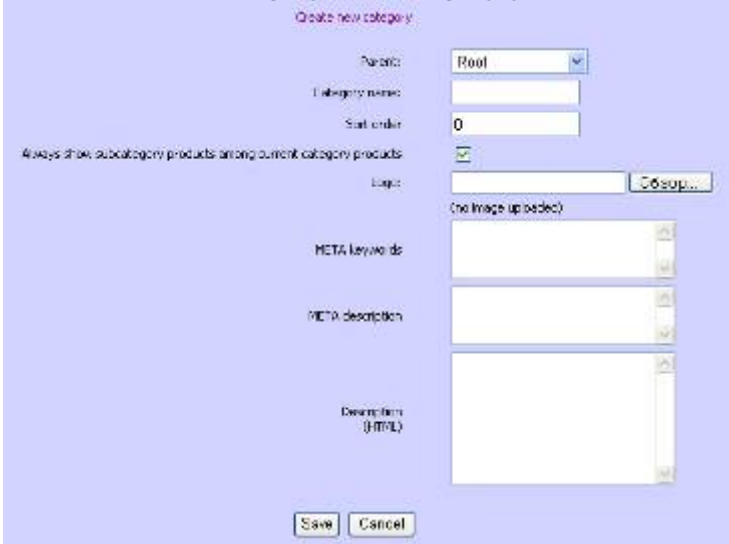 Create new category
Parent: Root
Category name:
Sort order 0
Always show subcategory products among current category products
Logo: Обзор...
(no image uploaded)
META keywords
META description
Description
(HTML)
Save Cancel